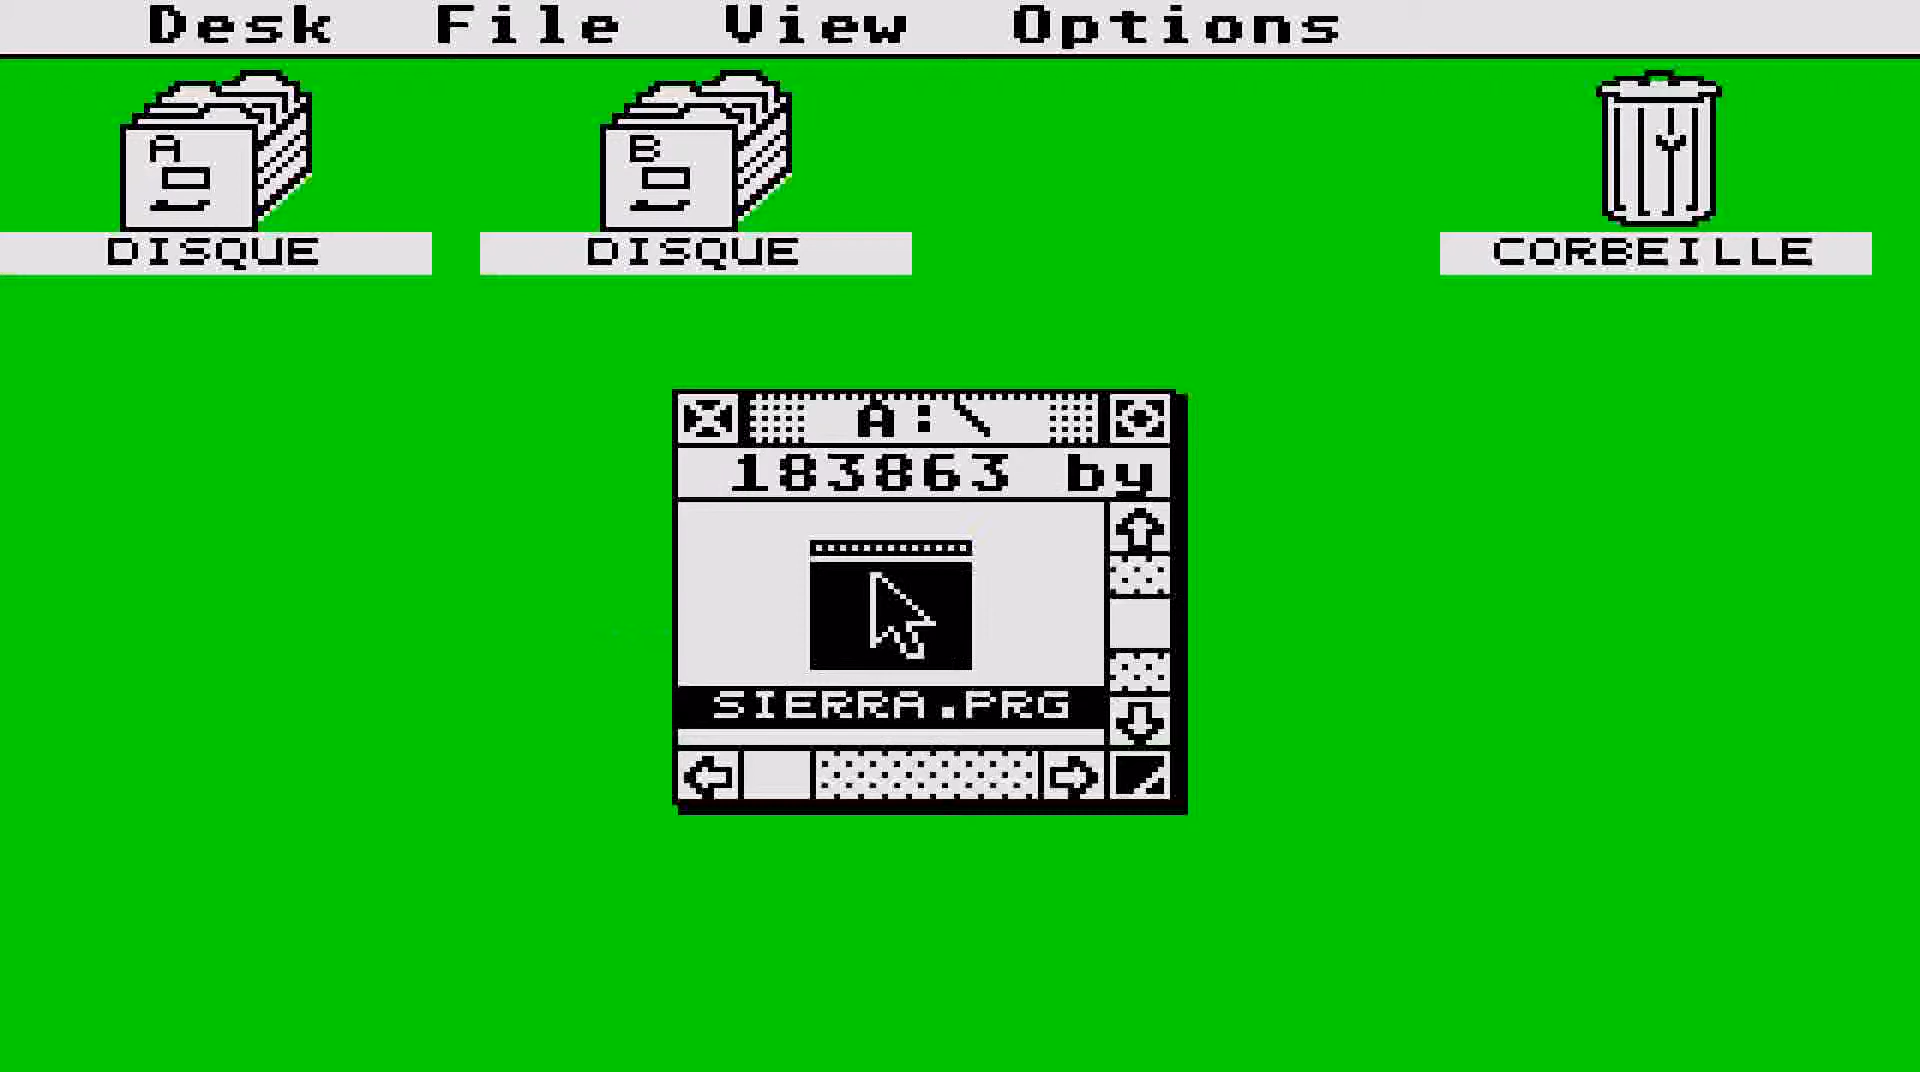 Desk File View Options
A
B
DISQUE
DISQUE
CORBEILLE
A:\
183863 by
SIERRA.PRG